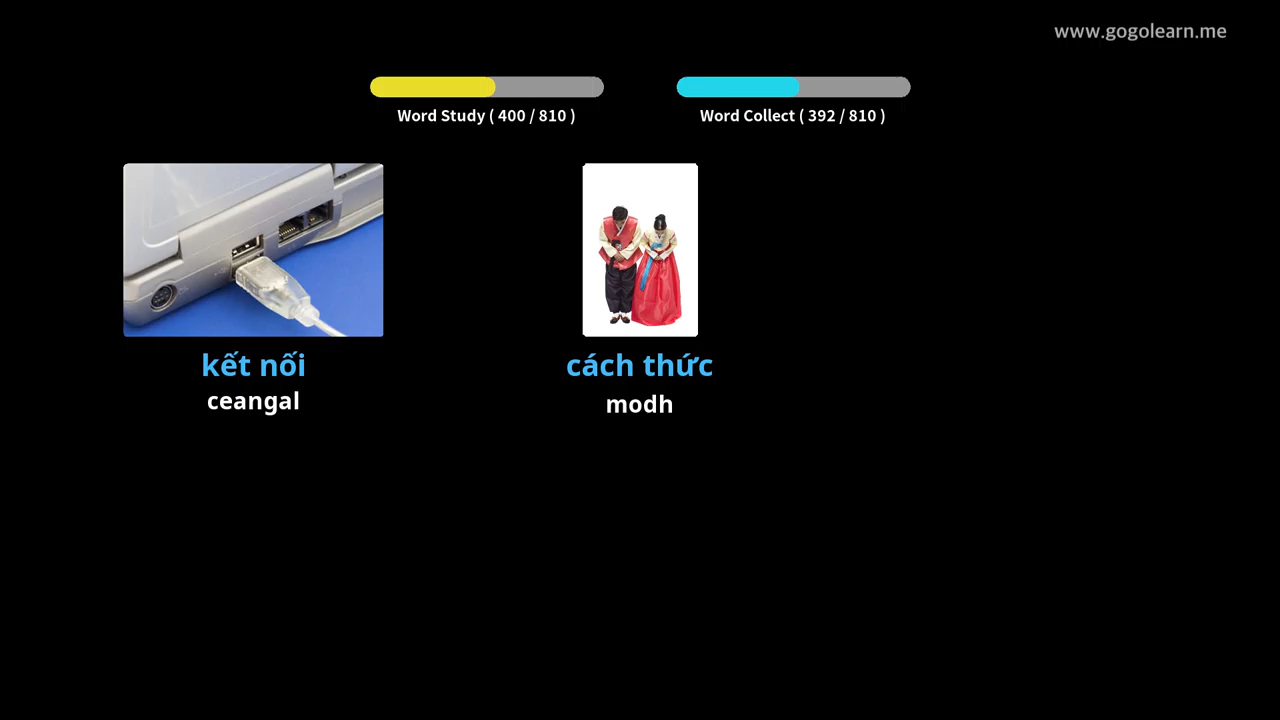 www.gogolearn.me
Word Study ( 400 / 810 )
Word Collect ( 392 / 810 )
kết nối
ceangal
cách thức
modh